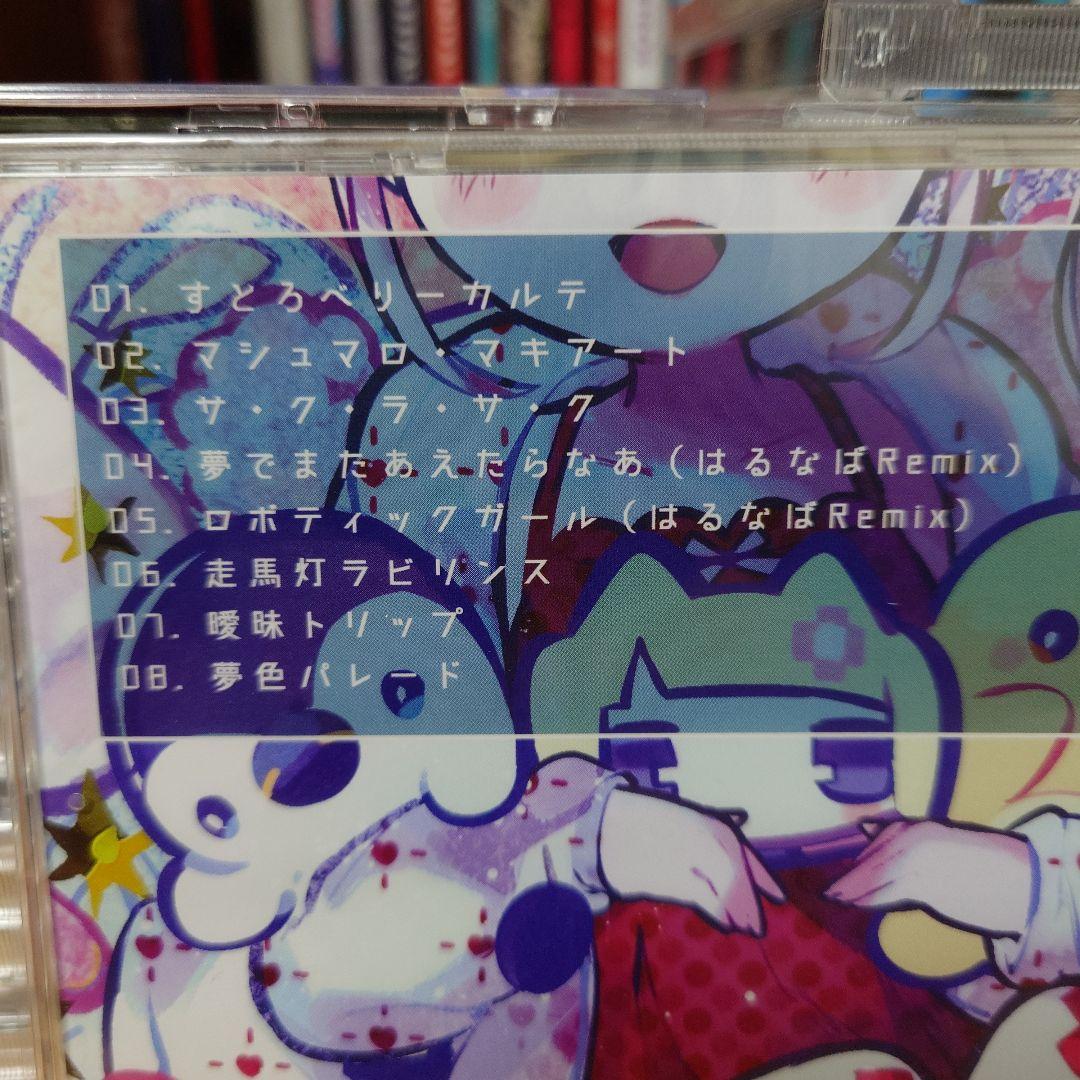 01. すとろべりーカルテ
02. マシュマロ・マキアート
03. サ・ク・ラ・サ・ク
04. 夢でまたあえたらなあ（はるなばRemix）
05. ロボティックガール（はるなばRemix）
06. 走馬灯ラビリンス
07. 曖昧トリップ
08. 夢色パレード